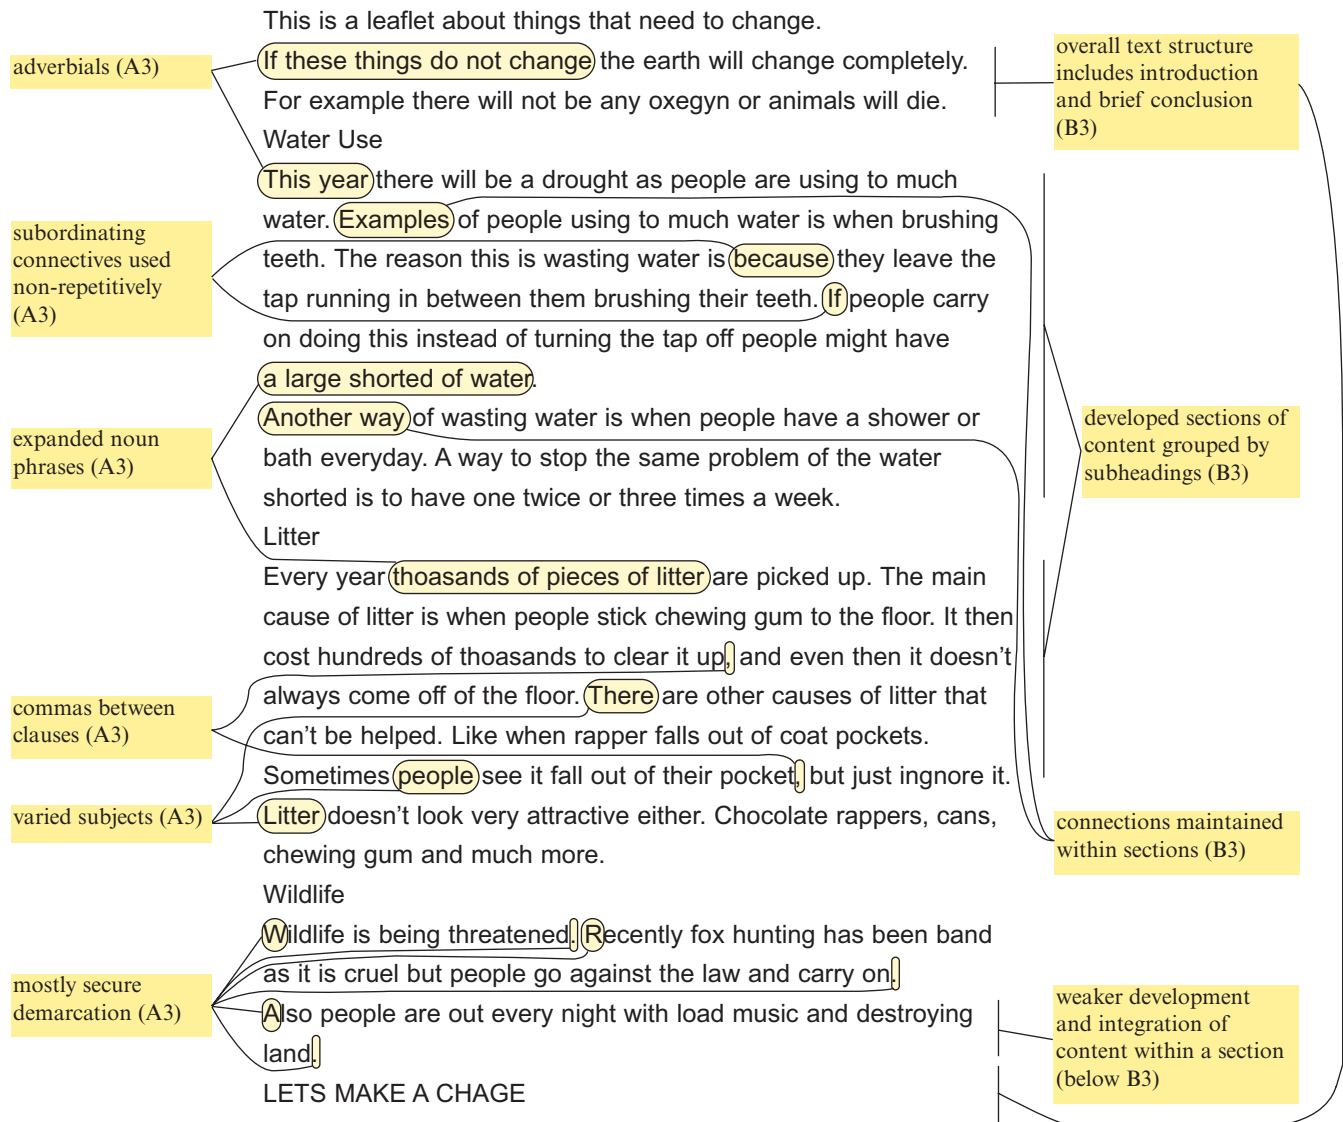 This is a leaflet about things that need to change.
adverbials (A3)
If these things do not change the earth will change completely.
For example there will not be any oxegyn or animals will die.
overall text structure
includes introduction
and brief conclusion
(B3)
Water Use
This year there will be a drought as people are using to much
water. Examples of people using to much water is when brushing
teeth. The reason this is wasting water is because they leave the
tap running in between them brushing their teeth. If people carry
on doing this instead of turning the tap off people might have
a large shorted of water.
subordinating
connectives used
non-repetitively
(A3)
Another way of wasting water is when people have a shower or
bath everyday. A way to stop the same problem of the water
shorted is to have one twice or three times a week.
expanded noun
phrases (A3)
developed sections of
content grouped by
subheadings (B3)
Litter
Every year thoasands of pieces of litter are picked up. The main
cause of litter is when people stick chewing gum to the floor. It then
cost hundreds of thoasands to clear it up, and even then it doesn't
always come off of the floor. There are other causes of litter that
can't be helped. Like when rapper falls out of coat pockets.
Sometimes people see it fall out of their pocket, but just ingnore it.
Litter doesn't look very attractive either. Chocolate rappers, cans,
chewing gum and much more.
commas between
clauses (A3)
varied subjects (A3)
connections maintained
within sections (B3)
Wildlife
Wildlife is being threatened. Recently fox hunting has been band
as it is cruel but people go against the law and carry on.
Also people are out every night with load music and destroying
land.
mostly secure
demarcation (A3)
weaker development
and integration of
content within a section
(below B3)
LETS MAKE A CHAGE